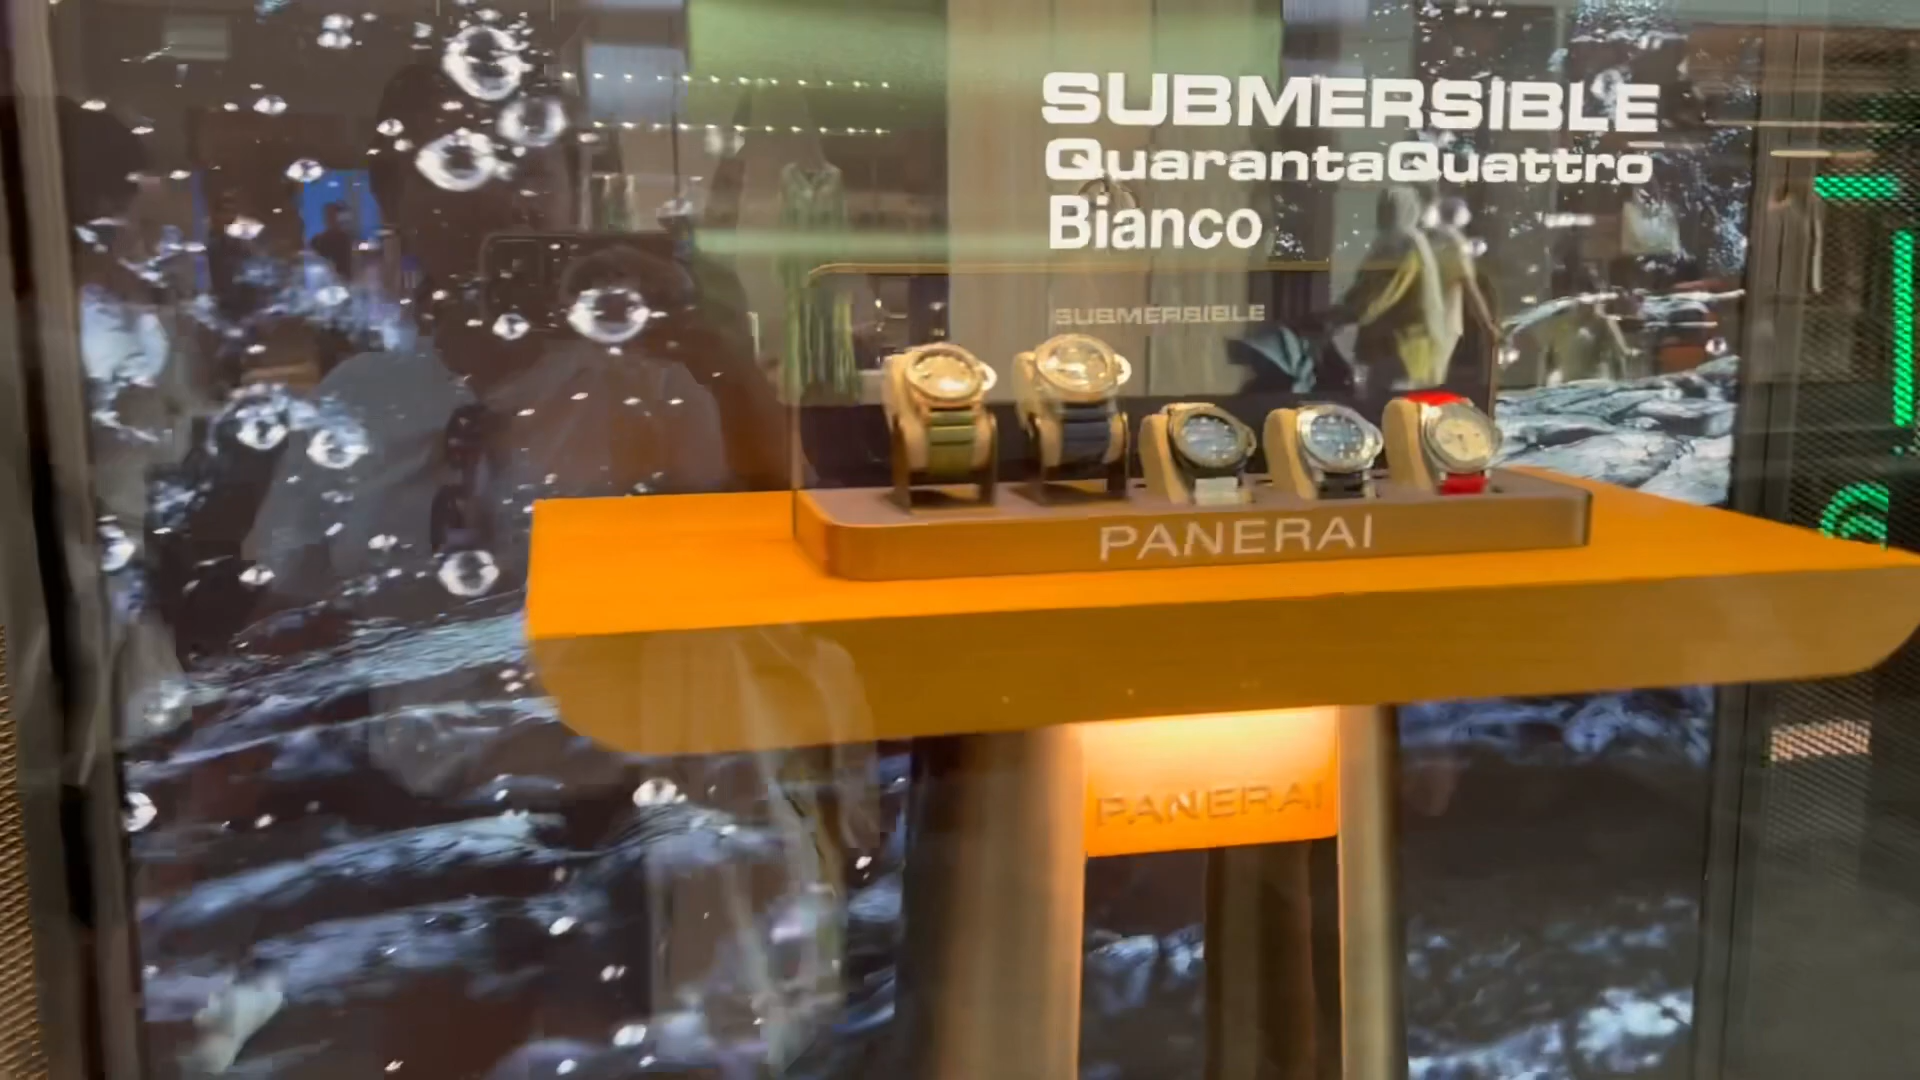 SUBMERSIBLE
QuarantaQuattro
Bianco
SUBMERSIBLE
PANERAI
PANERAI